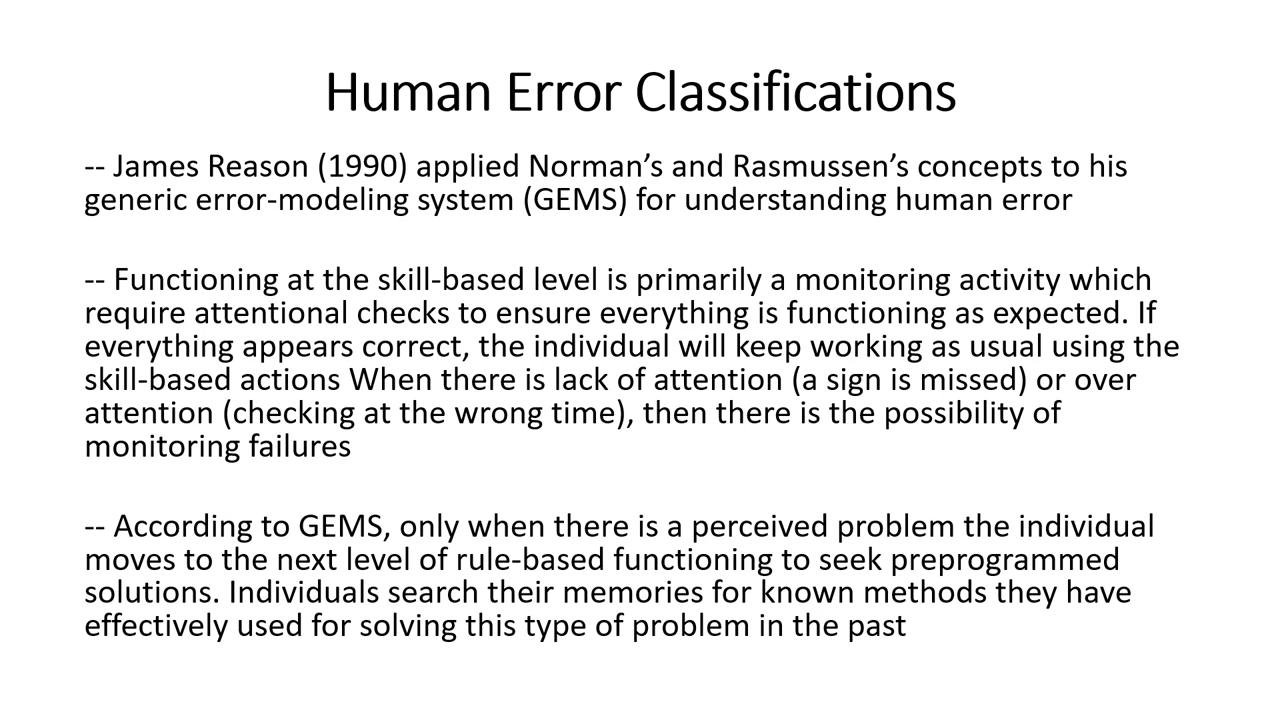 Human Error Classifications
-- James Reason (1990) applied Norman’s and Rasmussen’s concepts to his
generic error-modeling system (GEMS) for understanding human error
-- Functioning at the skill-based level is primarily a monitoring activity which
require attentional checks to ensure everything is functioning as expected. If
everything appears correct, the individual will keep working as usual using the
skill-based actions When there is lack of attention (a sign is missed) or over
attention (checking at the wrong time), then there is the possibility of
monitoring failures
-- According to GEMS, only when there is a perceived problem the individual
moves to the next level of rule-based functioning to seek preprogrammed
solutions. Individuals search their memories for known methods they have
effectively used for solving this type of problem in the past